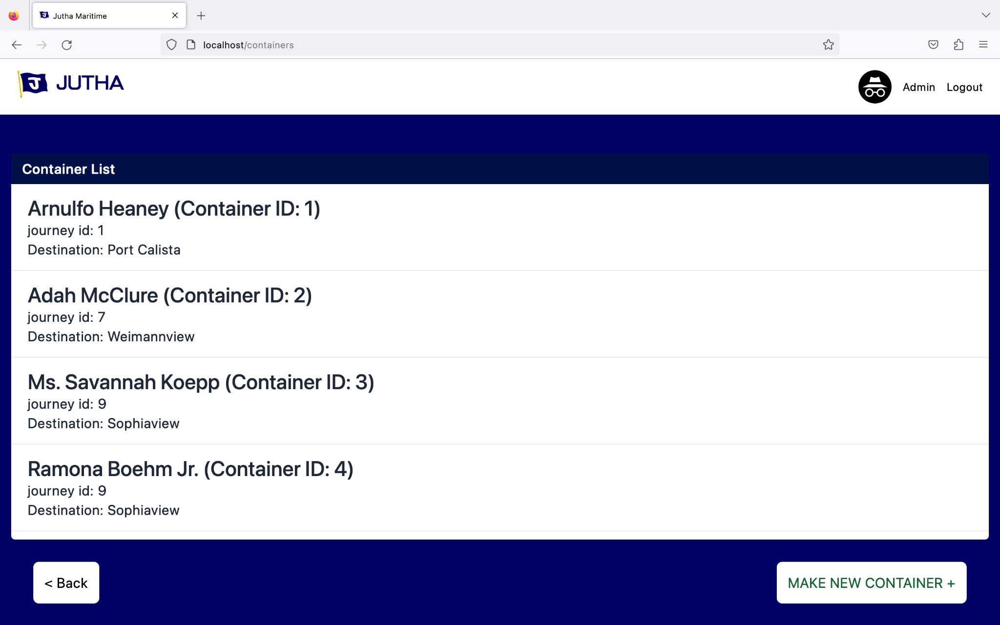 Jutha Maritime
localhost/containers
J JUTHA
Admin Logout
Container List
Arnulfo Heaney (Container ID: 1)
journey id: 1
Destination: Port Calista
Adah McClure (Container ID: 2)
journey id: 7
Destination: Weimannview
Ms. Savannah Koepp (Container ID: 3)
journey id: 9
Destination: Sophiaview
Ramona Boehm Jr. (Container ID: 4)
journey id: 9
Destination: Sophiaview
< Back
MAKE NEW CONTAINER +